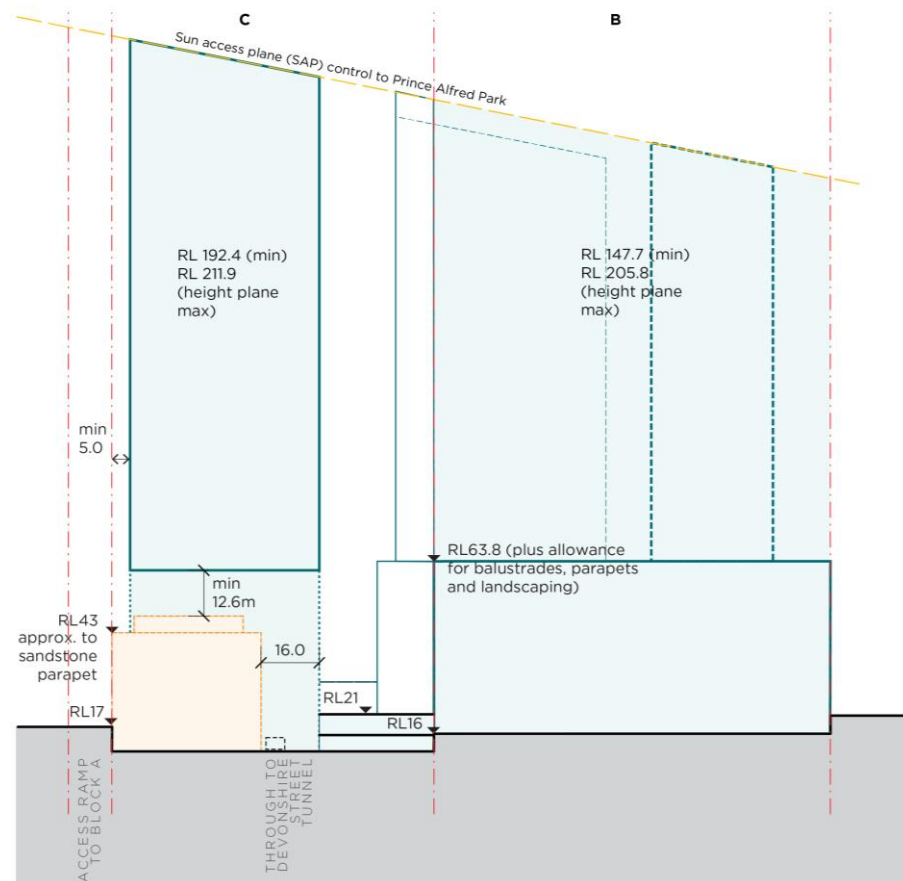 C
B
Sun access plane (SAP) control to Prince Alfred Park
RL 192.4 (min)
RL 211.9
(height plane
max)
RL 147.7 (min)
RL 205.8
(height plane
max)
min
5.0
RL63.8 (plus allowance
for balustrades, parapets
and landscaping)
min
12.6m
RL43
approx. to
sandstone
parapet
16.0
RL21
RL17
RL16
ACCESS RAMP
TO BLOCK A
THROUGH TO
DEVONSHIRE
STREET
TUNNEL